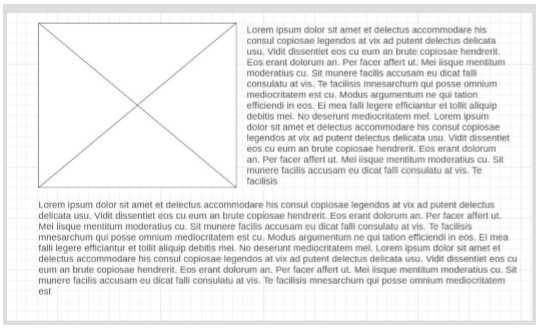 Lorem ipsum dolor sit amet et delectus accommodare his
consul copiosae legendos at vix ad putent delectus delicata
usu. Vidit dissentiet eos cu eum an brute copiosae hendrerit.
Eos erant dolorum an. Per facer affert ut. Mei iisque mentitum
moderatius cu. Sit munere facilis accusam eu dicat falli
consulatu at vis. Te facilisis mnesarchum qui posse omnium
mediocritatem est cu. Modus argumentum ne qui tation
efficiendi in eos. Ei mea falli legere efficiantur et tollit aliquip
debitis mei. No deserunt mediocritatem mel. Lorem ipsum
dolor sit amet et delectus accommodare his consul copiosae
legendos at vix ad putent delectus delicata usu. Vidit dissentiet
eos cu eum an brute copiosae hendrerit. Eos erant dolorum
an. Per facer affert ut. Mei iisque mentitum moderatius cu. Sit
munere facilis accusam eu dicat falli consulatu at vis. Te
facilisis
Lorem ipsum dolor sit amet et delectus accommodare his consul copiosae legendos at vix ad putent delectus
delicata usu. Vidit dissentiet eos cu eum an brute copiosae hendrerit. Eos erant dolorum an. Per facer affert ut.
Mei iisque mentitum moderatius cu. Sit munere facilis accusam eu dicat falli consulatu at vis. Te facilisis
mnesarchum qui posse omnium mediocritatem est cu. Modus argumentum ne qui tation efficiendi in eos. Ei mea
falli legere efficiantur et tollit aliquip debitis mei. No deserunt mediocritatem mel. Lorem ipsum dolor sit amet et
delectus accommodare his consul copiosae legendos at vix ad putent delectus delicata usu. Vidit dissentiet eos cu
eum an brute copiosae hendrerit. Eos erant dolorum an. Per facer affert ut. Mei iisque mentitum moderatius cu. Sit
munere facilis accusam eu dicat falli consulatu at vis. Te facilisis mnesarchum qui posse omnium mediocritatem
est